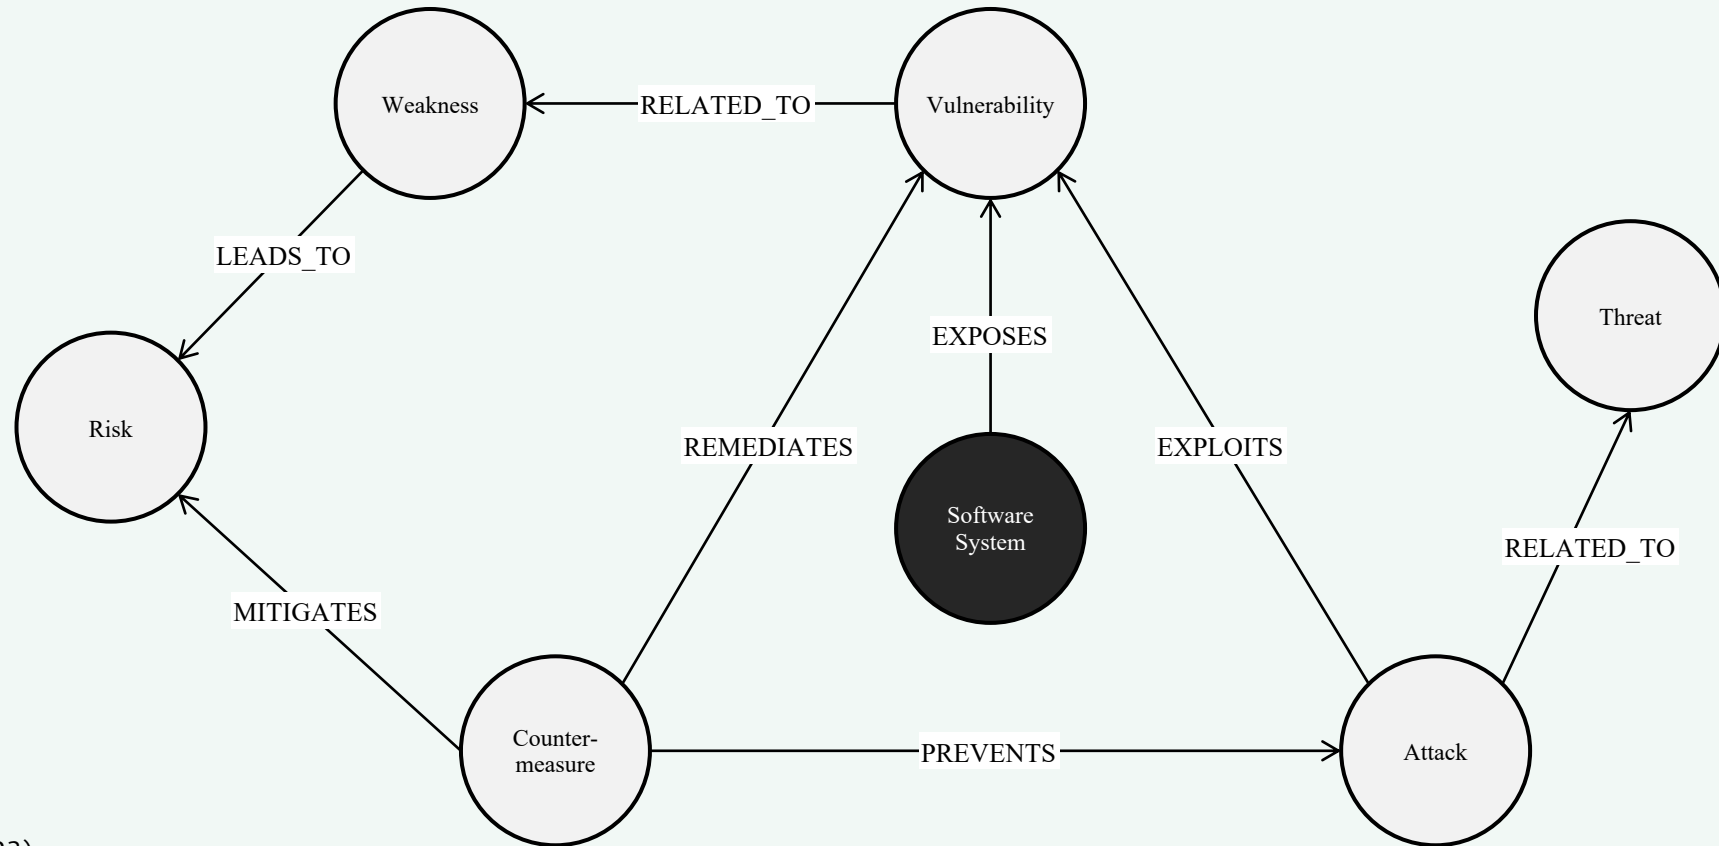 Weakness
RELATED_TO
Vulnerability
LEADS_TO
Threat
EXPOSES
Risk
REMEDIATES
EXPLOITS
Software
System
RELATED_TO
MITIGATES
Counter-
measure
PREVENTS
Attack